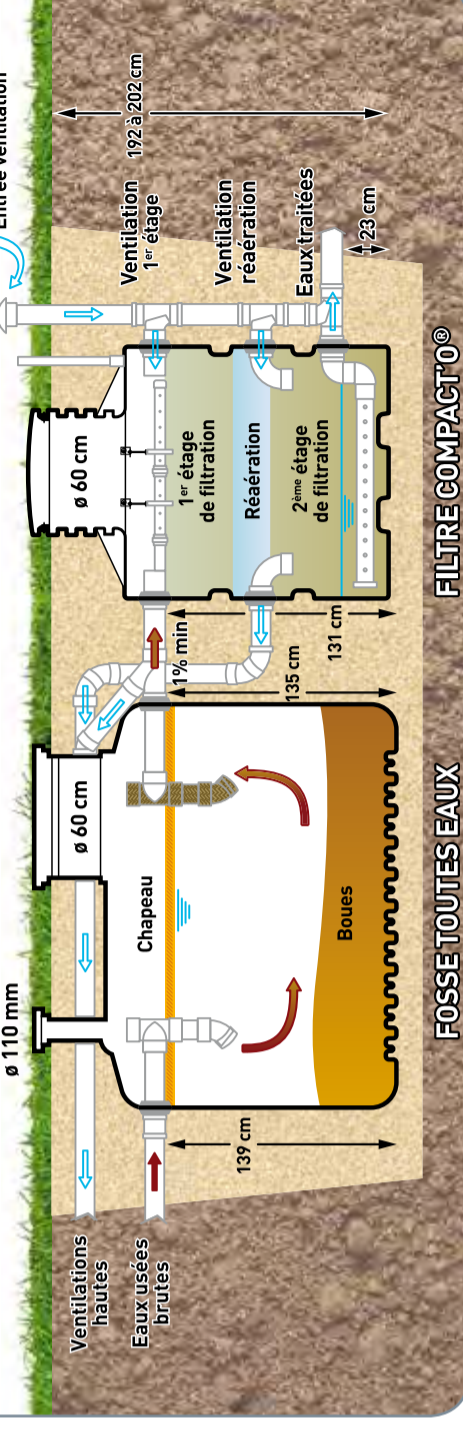 Entrée ventilation
192 à 202 cm
Ventilation
1er étage
Ventilation
réaération
Eaux traitées
23 cm
ø 60 cm
1er étage
de filtration
Réaération
2ème étage
de filtration
1% min
131 cm
135 cm
ø 60 cm
ø 110 mm
Chapeau
Boues
139 cm
Ventilations
hautes
Eaux usées
brutes
FOSSE TOUTES EAUX
FILTRE COMPACT'O®